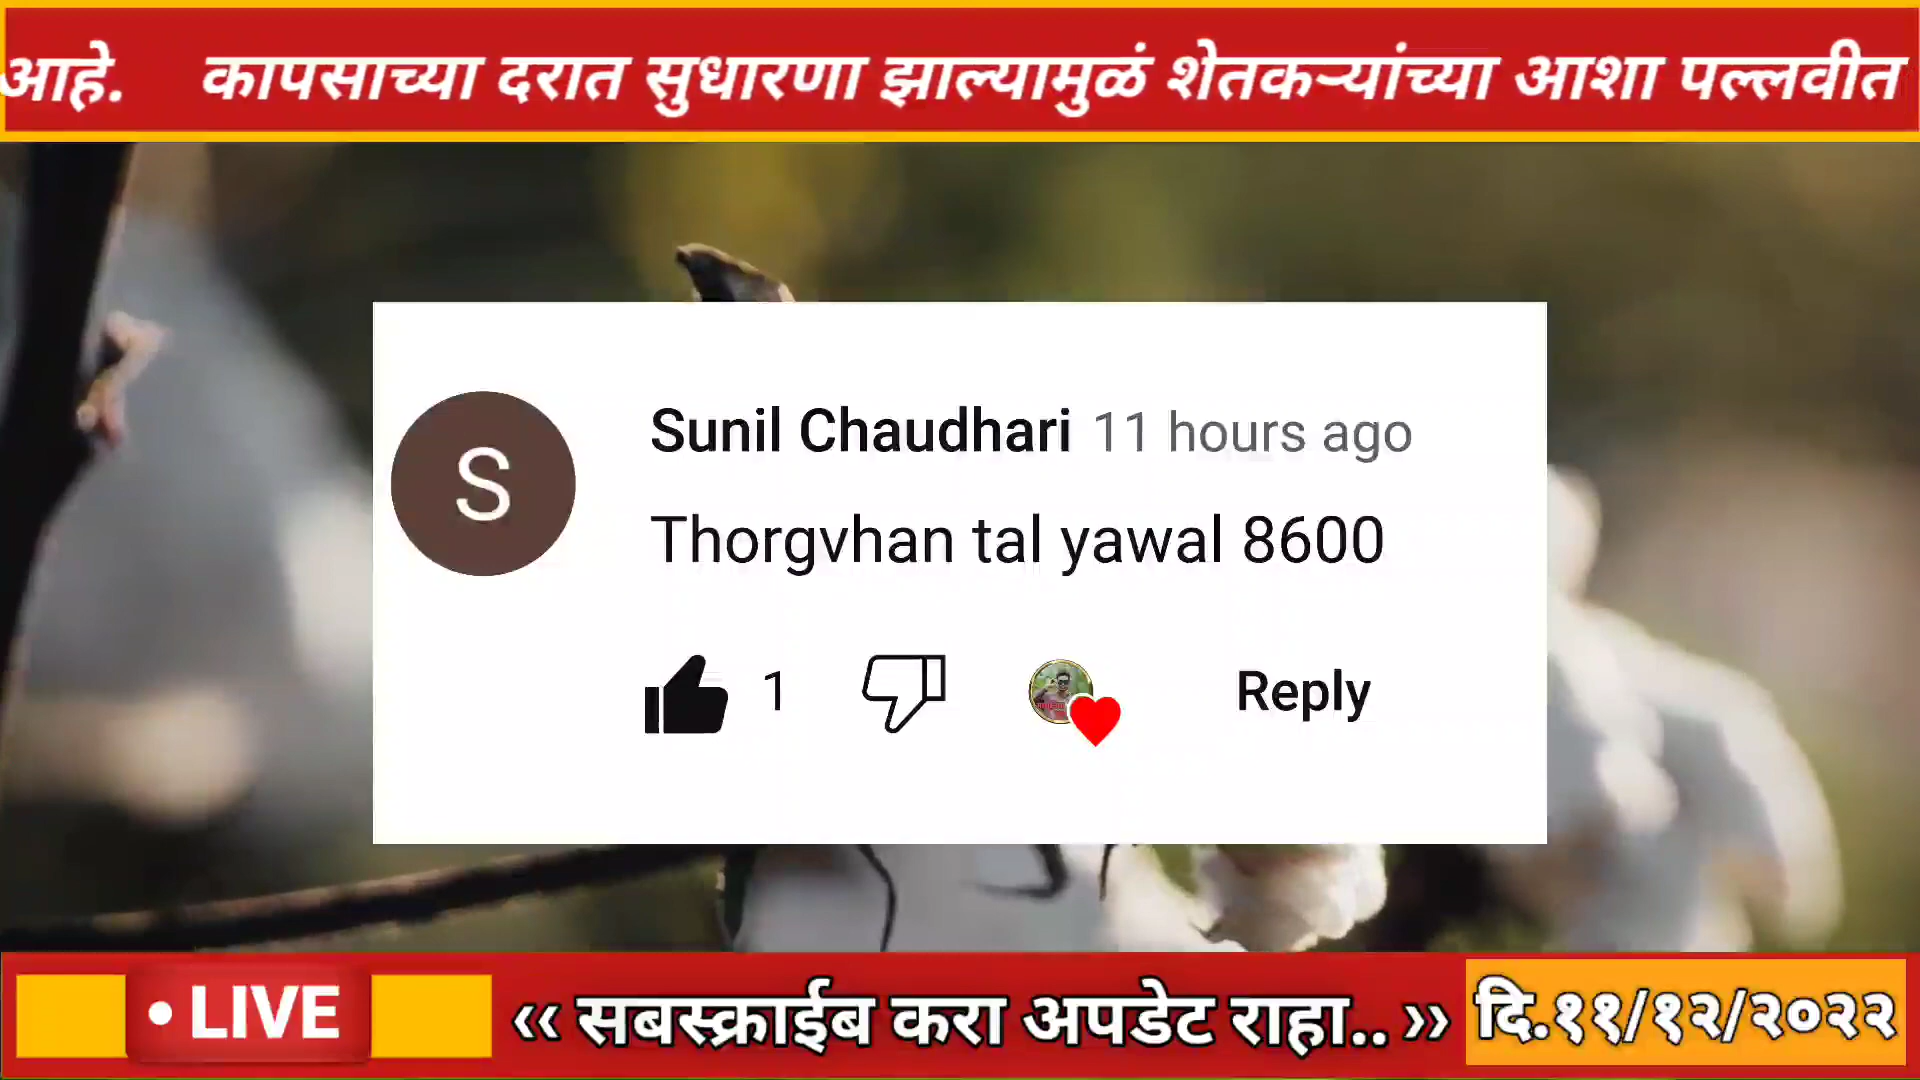 आहे. कापसाच्या दरात सुधारणा झाल्यामुळं शेतकऱ्यांच्या आशा पल्लवीत
S
Sunil Chaudhari 11 hours ago
Thorgvhan tal yawal 8600
1 Reply
• LIVE ‹‹ सबस्क्राईब करा अपडेट राहा.. ›› दि.११/१२/२०२२